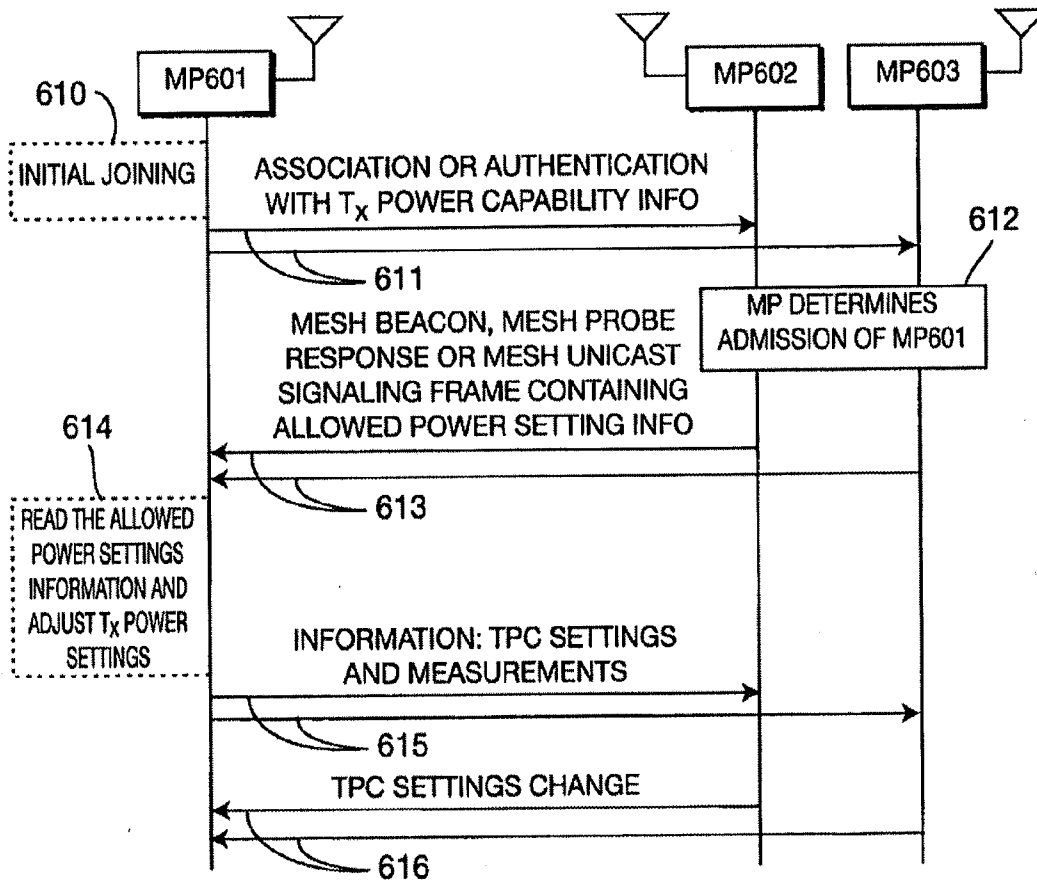 MP601
MP602
MP603
610
INITIAL JOINING
ASSOCIATION OR AUTHENTICATION
WITH Tx POWER CAPABILITY INFO
611
612
MP DETERMINES
ADMISSION OF MP601
MESH BEACON, MESH PROBE
RESPONSE OR MESH UNICAST
SIGNALING FRAME CONTAINING
ALLOWED POWER SETTING INFO
613
614
READ THE ALLOWED
POWER SETTINGS
INFORMATION AND
ADJUST Tx POWER
SETTINGS
INFORMATION: TPC SETTINGS
AND MEASUREMENTS
615
TPC SETTINGS CHANGE
616